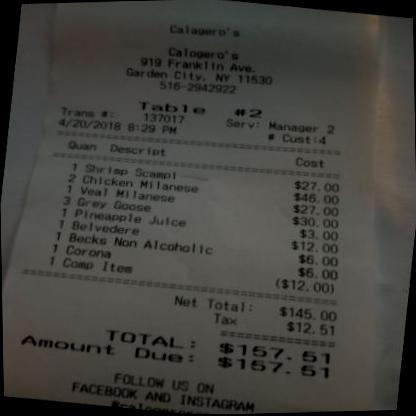 Calagero's
Calogero's
919 Franklin Ave.
Garden City, NY 11530
516-2942922
Table #2
Trans #: 137017 Serv: Manager 2
4/20/2018 8:29 PM # Cust:4
Quan Descript Cost
1 Shrimp Scampi $27.00
2 Chicken Milanese $46.00
1 Veal Milanese $27.00
3 Grey Goose $30.00
1 Pineapple Juice $3.00
1 Belvedere $12.00
1 Becks Non Alcoholic $6.00
1 Corona $6.00
1 Comp Item ($12.00)
Net Total: $145.00
Tax $12.51
TOTAL: $157.51
Amount Due: $157.51
FOLLOW US ON
FACEBOOK AND INSTAGRAM